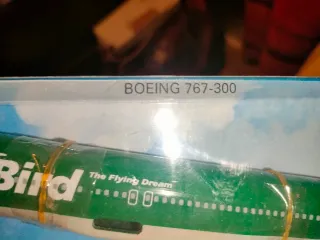 BOEING 767-300
Bird The Flying Dream